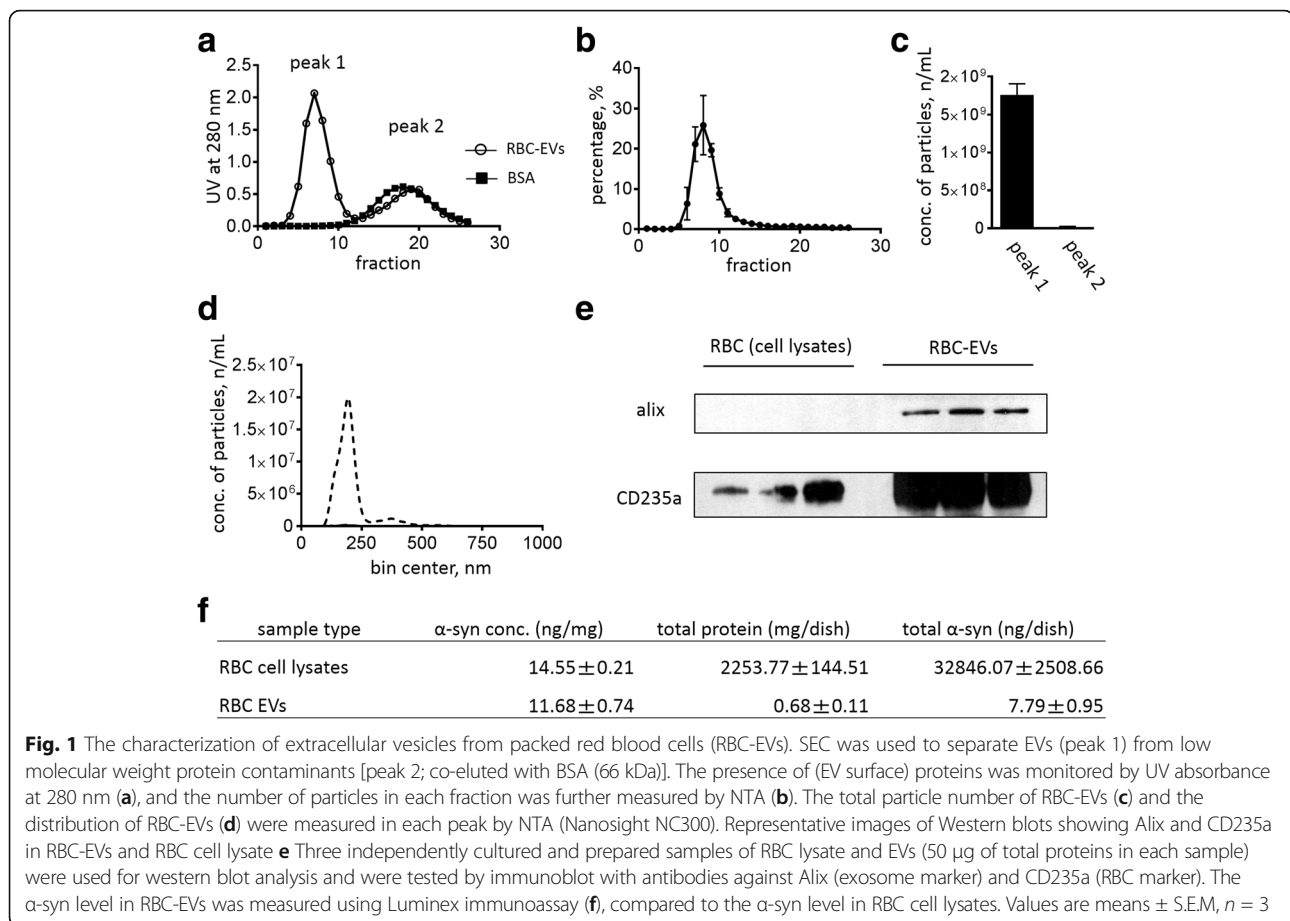 a
peak 1
peak 2
UV at 280 nm
2.5
2.0
1.5
1.0
0.5
0.0
0 10 20 30
fraction
RBC-EVs
BSA
b
percentage, %
40
30
20
10
0
0 10 20 30
fraction
c
conc. of particles, n/mL
2×10⁹
5×10⁹
1×10⁹
5×10⁸
0
peak 1
peak 2
d
conc. of particles, n/mL
2.5×10⁷
2×10⁷
1.5×10⁷
1×10⁷
5×10⁶
0
0 250 500 750 1000
bin center, nm
e
RBC (cell lysates) RBC-EVs
alix
CD235a
f
sample type α-syn conc. (ng/mg) total protein (mg/dish) total α-syn (ng/dish)
RBC cell lysates 14.55±0.21 2253.77±144.51 32846.07±2508.66
RBC EVs 11.68±0.74 0.68±0.11 7.79±0.95
Fig. 1 The characterization of extracellular vesicles from packed red blood cells (RBC-EVs). SEC was used to separate EVs (peak 1) from low
molecular weight protein contaminants [peak 2; co-eluted with BSA (66 kDa)]. The presence of (EV surface) proteins was monitored by UV absorbance
at 280 nm (a), and the number of particles in each fraction was further measured by NTA (b). The total particle number of RBC-EVs (c) and the
distribution of RBC-EVs (d) were measured in each peak by NTA (Nanosight NC300). Representative images of Western blots showing Alix and CD235a
in RBC-EVs and RBC cell lysate e Three independently cultured and prepared samples of RBC lysate and EVs (50 μg of total proteins in each sample)
were used for western blot analysis and were tested by immunoblot with antibodies against Alix (exosome marker) and CD235a (RBC marker). The
α-syn level in RBC-EVs was measured using Luminex immunoassay (f), compared to the α-syn level in RBC cell lysates. Values are means ± S.E.M, n = 3